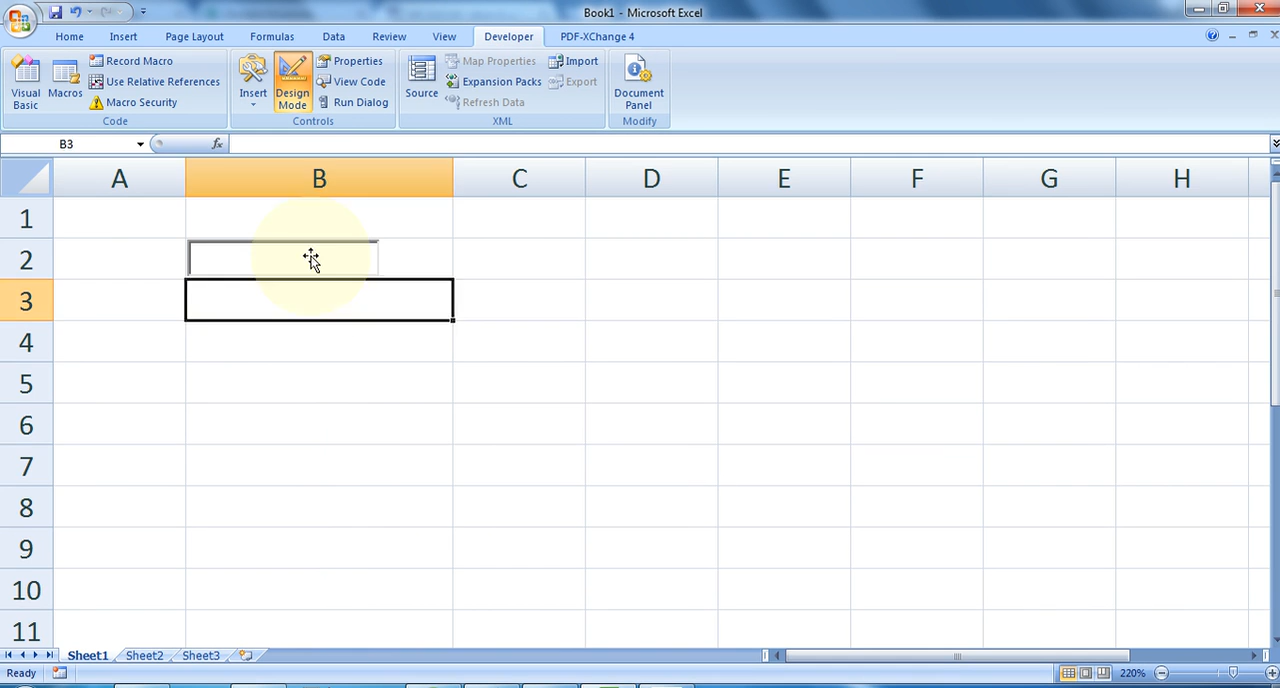 Book1 - Microsoft Excel
Home Insert Page Layout Formulas Data Review View Developer PDF-XChange 4
Visual Basic
Macros
Record Macro
Use Relative References
Macro Security
Code
Insert
Design Mode
Properties
View Code
Run Dialog
Controls
Source
Map Properties
Expansion Packs
Refresh Data
Import
Export
XML
Document Panel
Modify
B3 fx
A B C D E F G H
1
2
3
4
5
6
7
8
9
10
11
Sheet1 Sheet2 Sheet3
Ready 220%